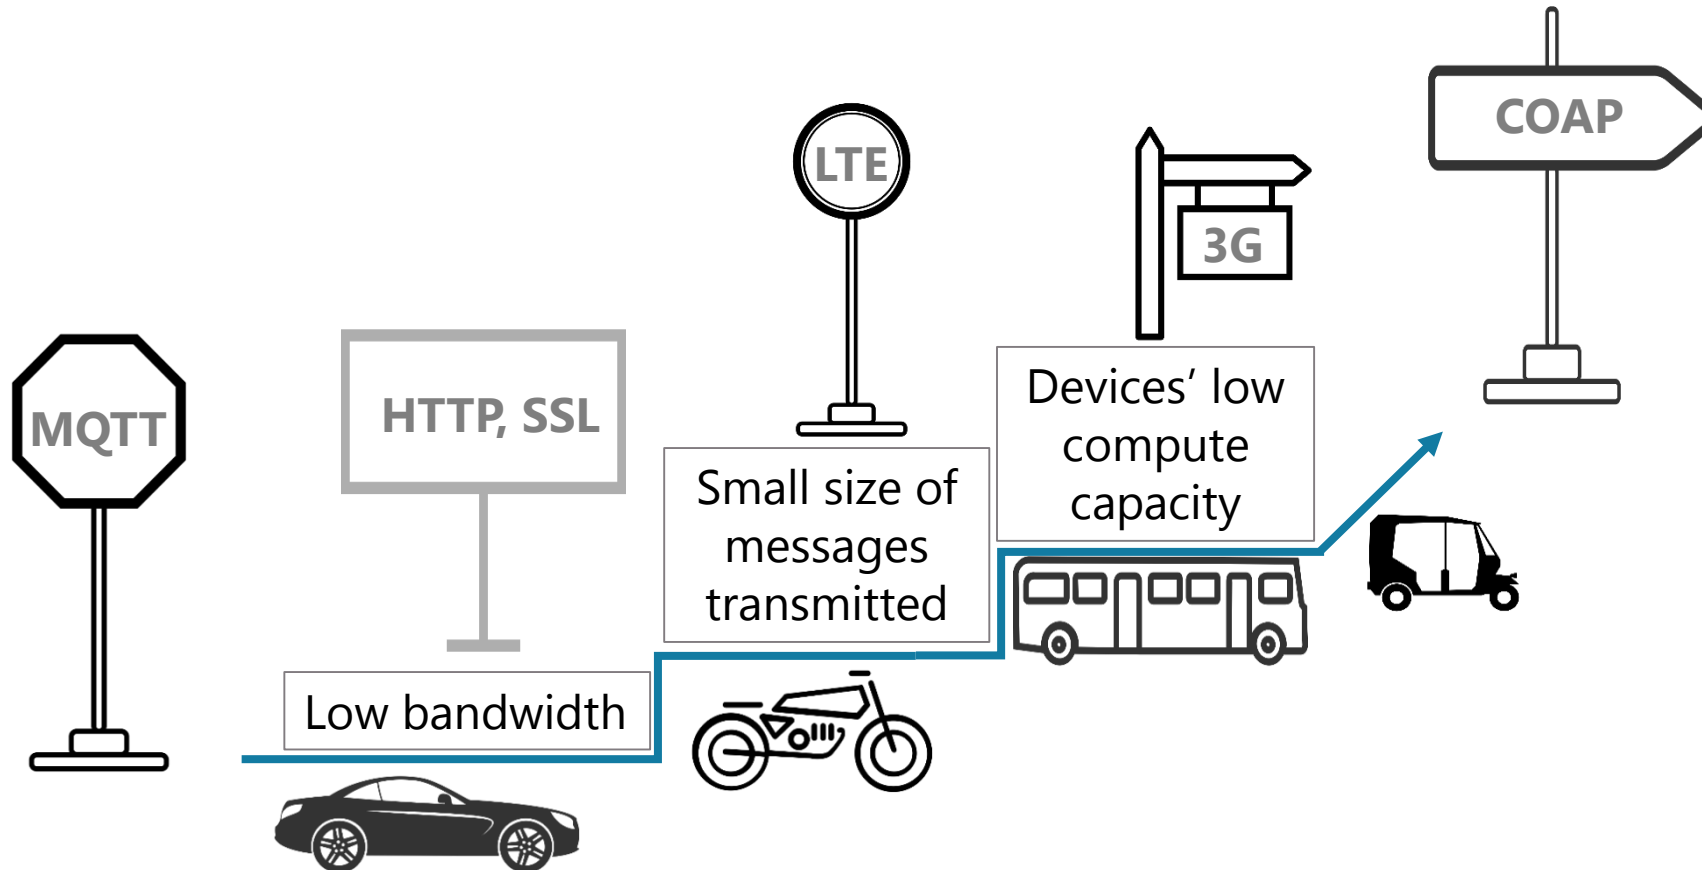 MQTT
HTTP, SSL
LTE
3G
COAP
Low bandwidth
Small size of
messages
transmitted
Devices’ low
compute
capacity